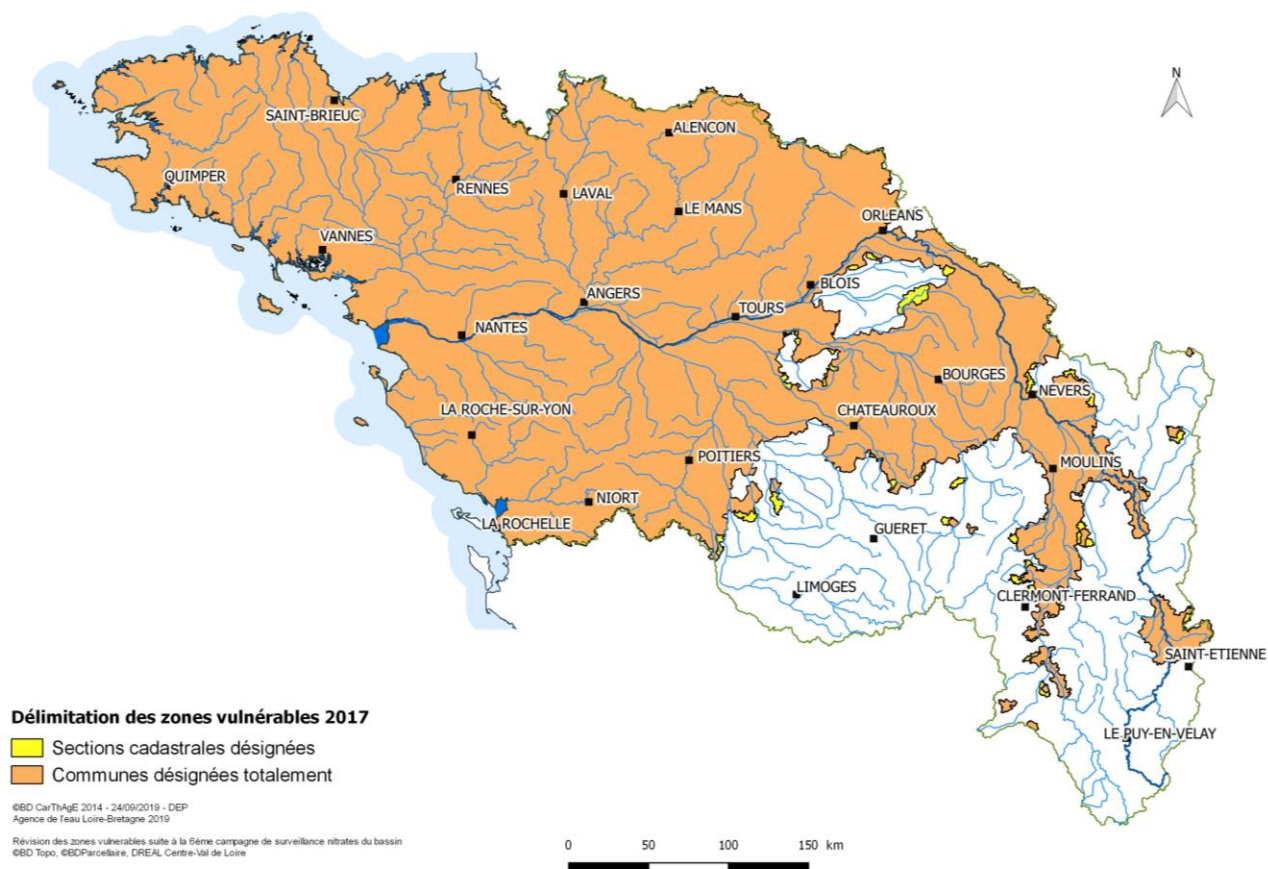 N
SAINT-BRIEUC
ALENCON
QUIMPER
RENNES
LAVAL
LE MANS
ORLEANS
VANNES
BLOIS
ANGERS
TOURS
NANTES
BOURGES
NEVERS
LA ROCHE-SUR-YON
CHATEAUROUX
POITIERS
MOULINS
NIORT
LA ROCHELLE
GUERET
LIMOGES
CLERMONT-FERRAND
SAINT-ETIENNE
LE PUY-EN-VELAY
Délimitation des zones vulnérables 2017
Sections cadastrales désignées
Communes désignées totalement
©BD CarThAgE 2014 - 24/09/2019 - DEP
Agence de l'eau Loire-Bretagne 2019
Révision des zones vulnerables suite à la 6ème campagne de surveillance nitrates du bassin
©BD Topo, ©BDParcellaire, DREAL Centre-Val de Loire
0 50 100 150 km